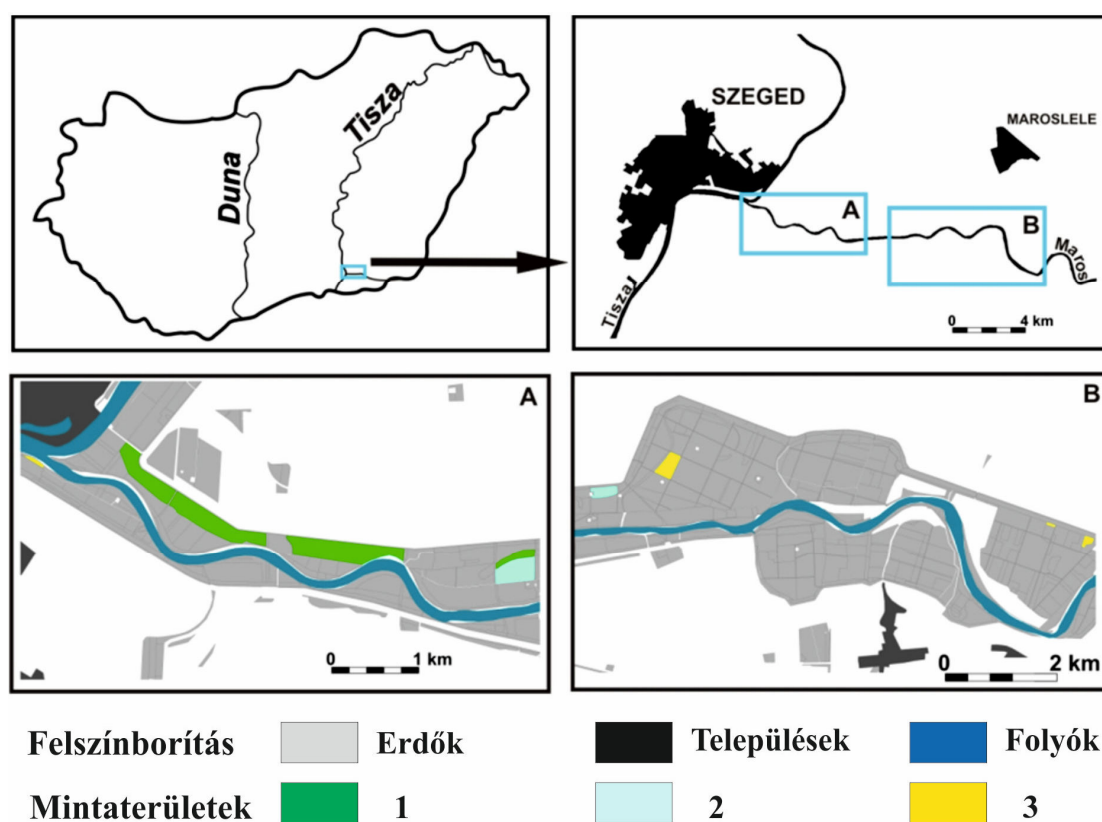 Duna
Tisza
SZEGED
MAROSLELE
A
B
Maros
Tisza
0 4 km
A
0 1 km
B
0 2 km
Felszínborítás Erdők Települések Folyók
Mintaterületek 1 2 3